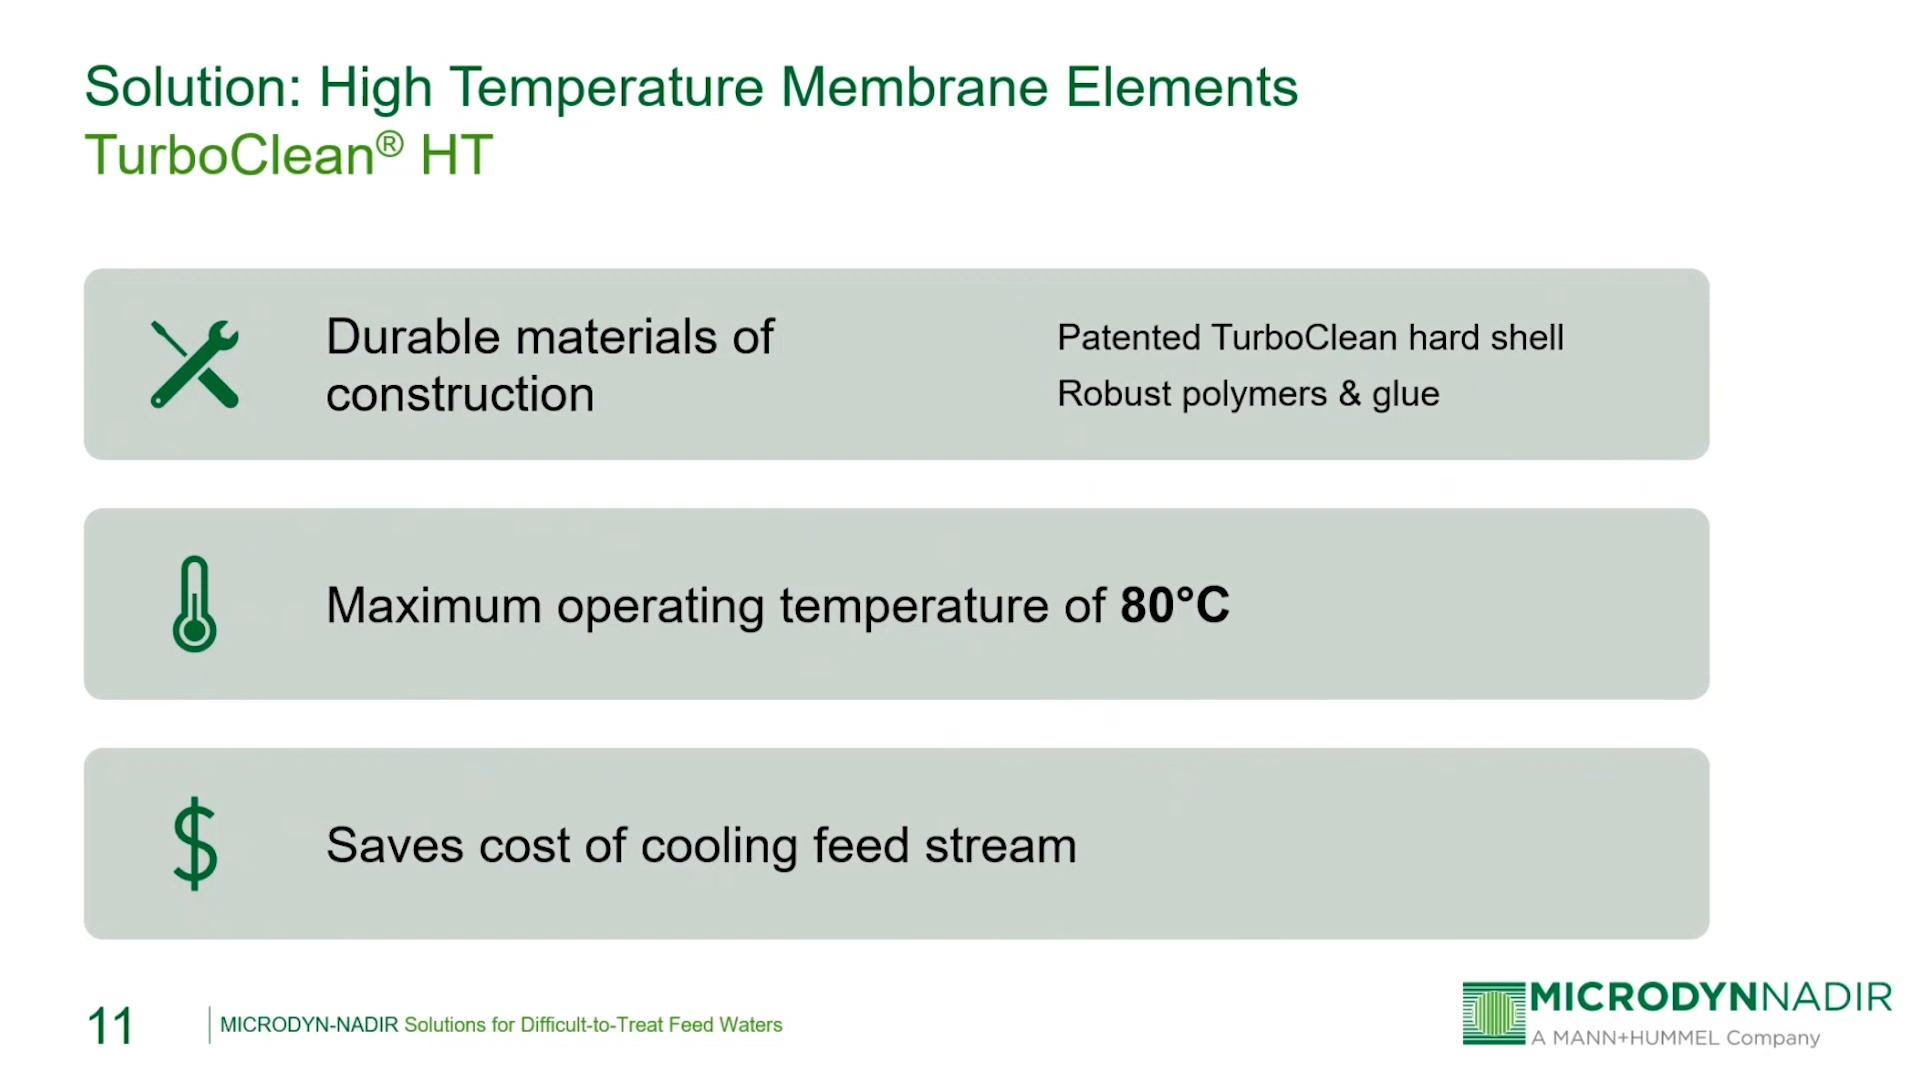 Solution: High Temperature Membrane Elements
TurboClean® HT
Durable materials of
construction
Patented TurboClean hard shell
Robust polymers & glue
Maximum operating temperature of 80°C
Saves cost of cooling feed stream
11
MICRODYN-NADIR Solutions for Difficult-to-Treat Feed Waters
MICRODYNNADIR
A MANN+HUMMEL Company